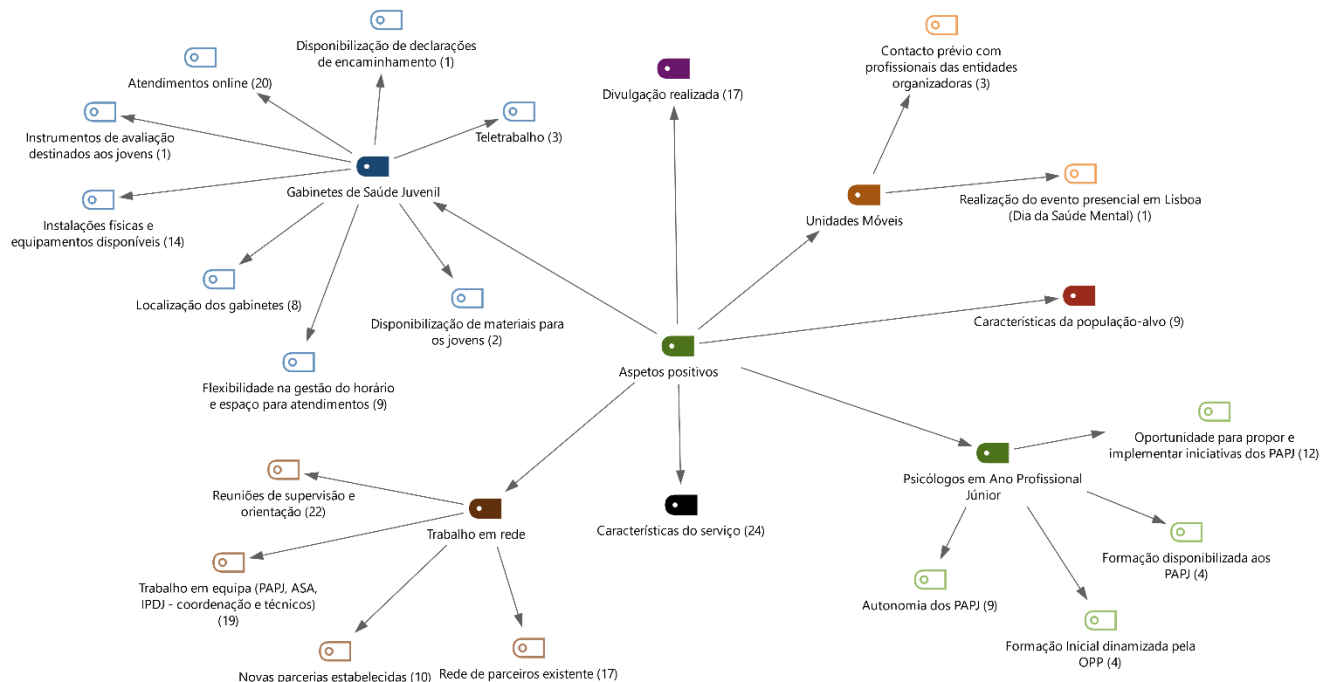 Disponibilização de declarações
de encaminhamento (1)
Atendimentos online (20)
Instrumentos de avaliação
destinados aos jovens (1)
Teletrabalho (3)
Gabinetes de Saúde Juvenil
Instalações físicas e
equipamentos disponíveis (14)
Localização dos gabinetes (8)
Disponibilização de materiais para
os jovens (2)
Flexibilidade na gestão do horário
e espaço para atendimentos (9)
Divulgação realizada (17)
Contacto prévio com
profissionais das entidades
organizadoras (3)
Unidades Móveis
Realização do evento presencial em Lisboa
(Dia da Saúde Mental) (1)
Características da população-alvo (9)
Aspetos positivos
Oportunidade para propor e
implementar iniciativas dos PAPJ (12)
Psicólogos em Ano Profissional
Júnior
Formação disponibilizada aos
PAPJ (4)
Autonomia dos PAPJ (9)
Formação Inicial dinamizada pela
OPP (4)
Características do serviço (24)
Reuniões de supervisão e
orientação (22)
Trabalho em rede
Trabalho em equipa (PAPJ, ASA,
IPDJ - coordenação e técnicos)
(19)
Novas parcerias estabelecidas (10)
Rede de parceiros existente (17)